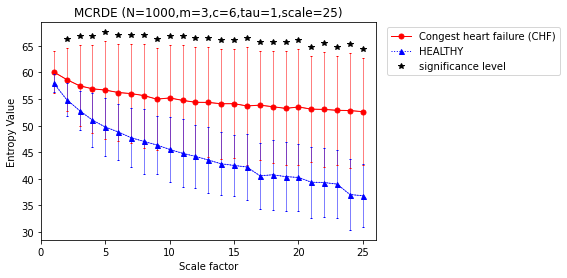 MCRDE (N=1000,m=3,c=6,tau=1,scale=25)
Congest heart failure (CHF)
HEALTHY
significance level
Entropy Value
65
60
55
50
45
40
35
30
0
5
10
15
20
25
Scale factor